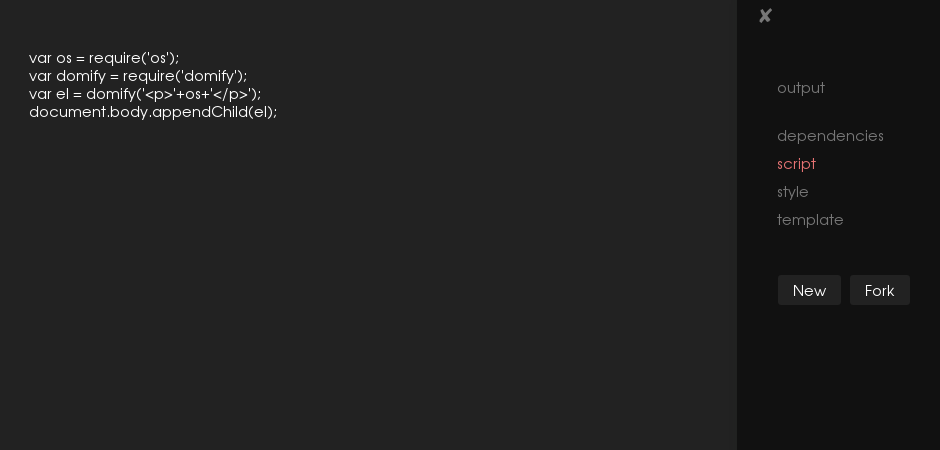 var os = require('os');
var domify = require('domify');
var el = domify('<p>'+os+'</p>');
document.body.appendChild(el);
✘
output
dependencies
script
style
template
New
Fork